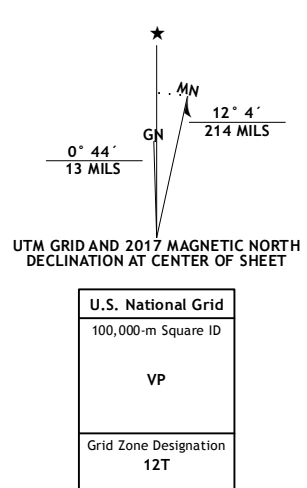 ★
MN
GN
12° 4´
214 MILS
0° 44´
13 MILS
UTM GRID AND 2017 MAGNETIC NORTH
DECLINATION AT CENTER OF SHEET
U.S. National Grid
100,000-m Square ID
VP
Grid Zone Designation
12T